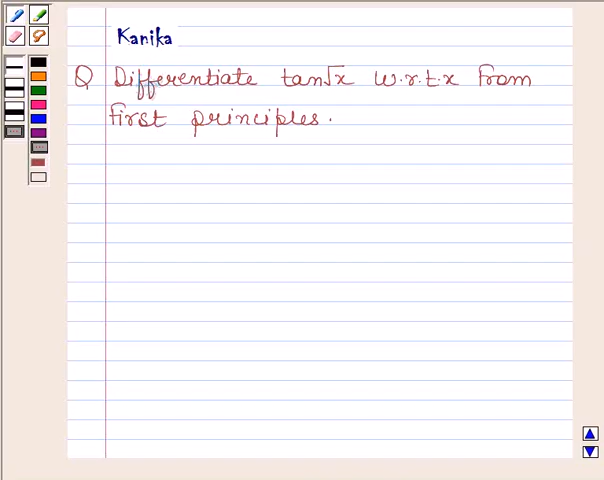 Kanika
Q Differentiate tan√x w.r.t.x from
first principles.